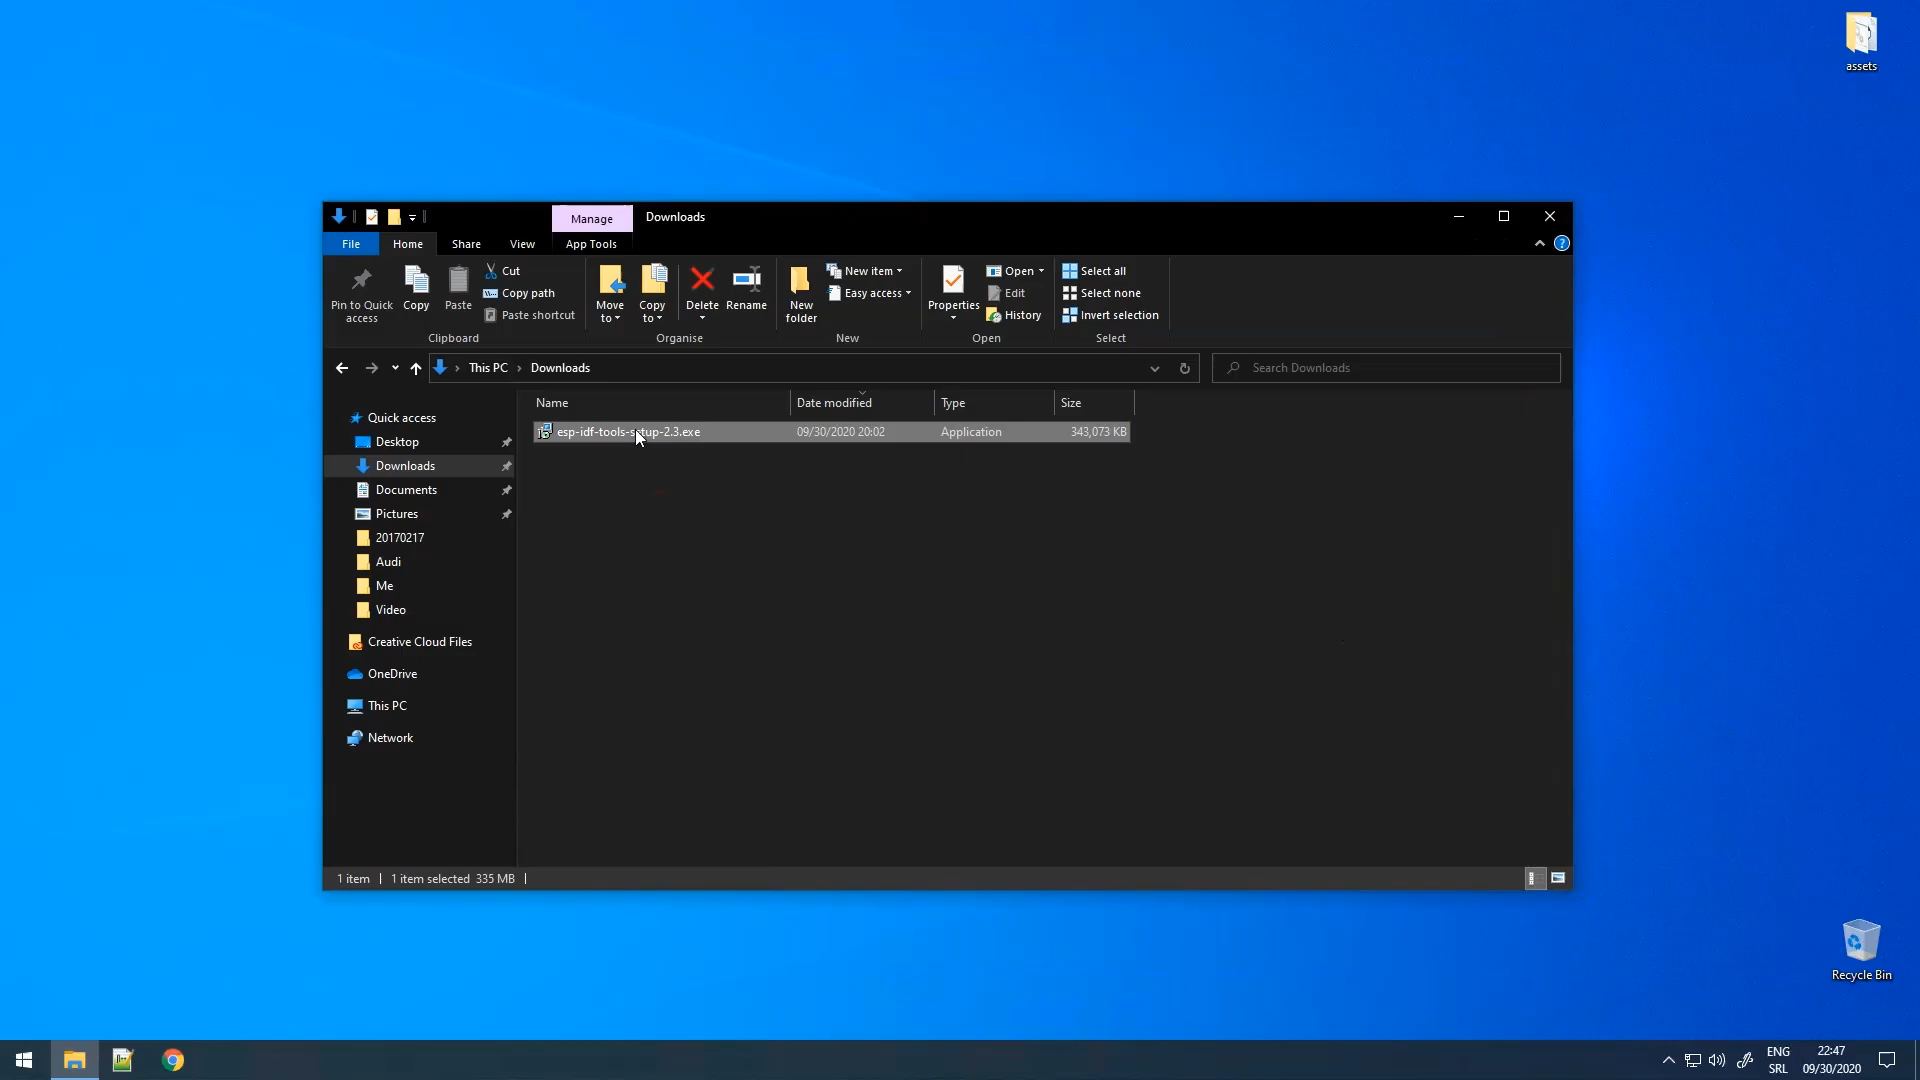 assets
Manage
Downloads
File
Home
Share
View
App Tools
Pin to Quick
access
Copy
Paste
Cut
Copy path
Paste shortcut
Clipboard
Move
to
Copy
to
Delete
Rename
Organise
New
folder
New item
Easy access
New
Properties
Open
Edit
History
Open
Select all
Select none
Invert selection
Select
This PC
Downloads
Search Downloads
Name
Date modified
Type
Size
esp-idf-tools-setup-2.3.exe
09/30/2020 20:02
Application
343,073 KB
Quick access
Desktop
Downloads
Documents
Pictures
20170217
Audi
Me
Video
Creative Cloud Files
OneDrive
This PC
Network
1 item
1 item selected 335 MB
Recycle Bin
ENG
SRL
22:47
09/30/2020